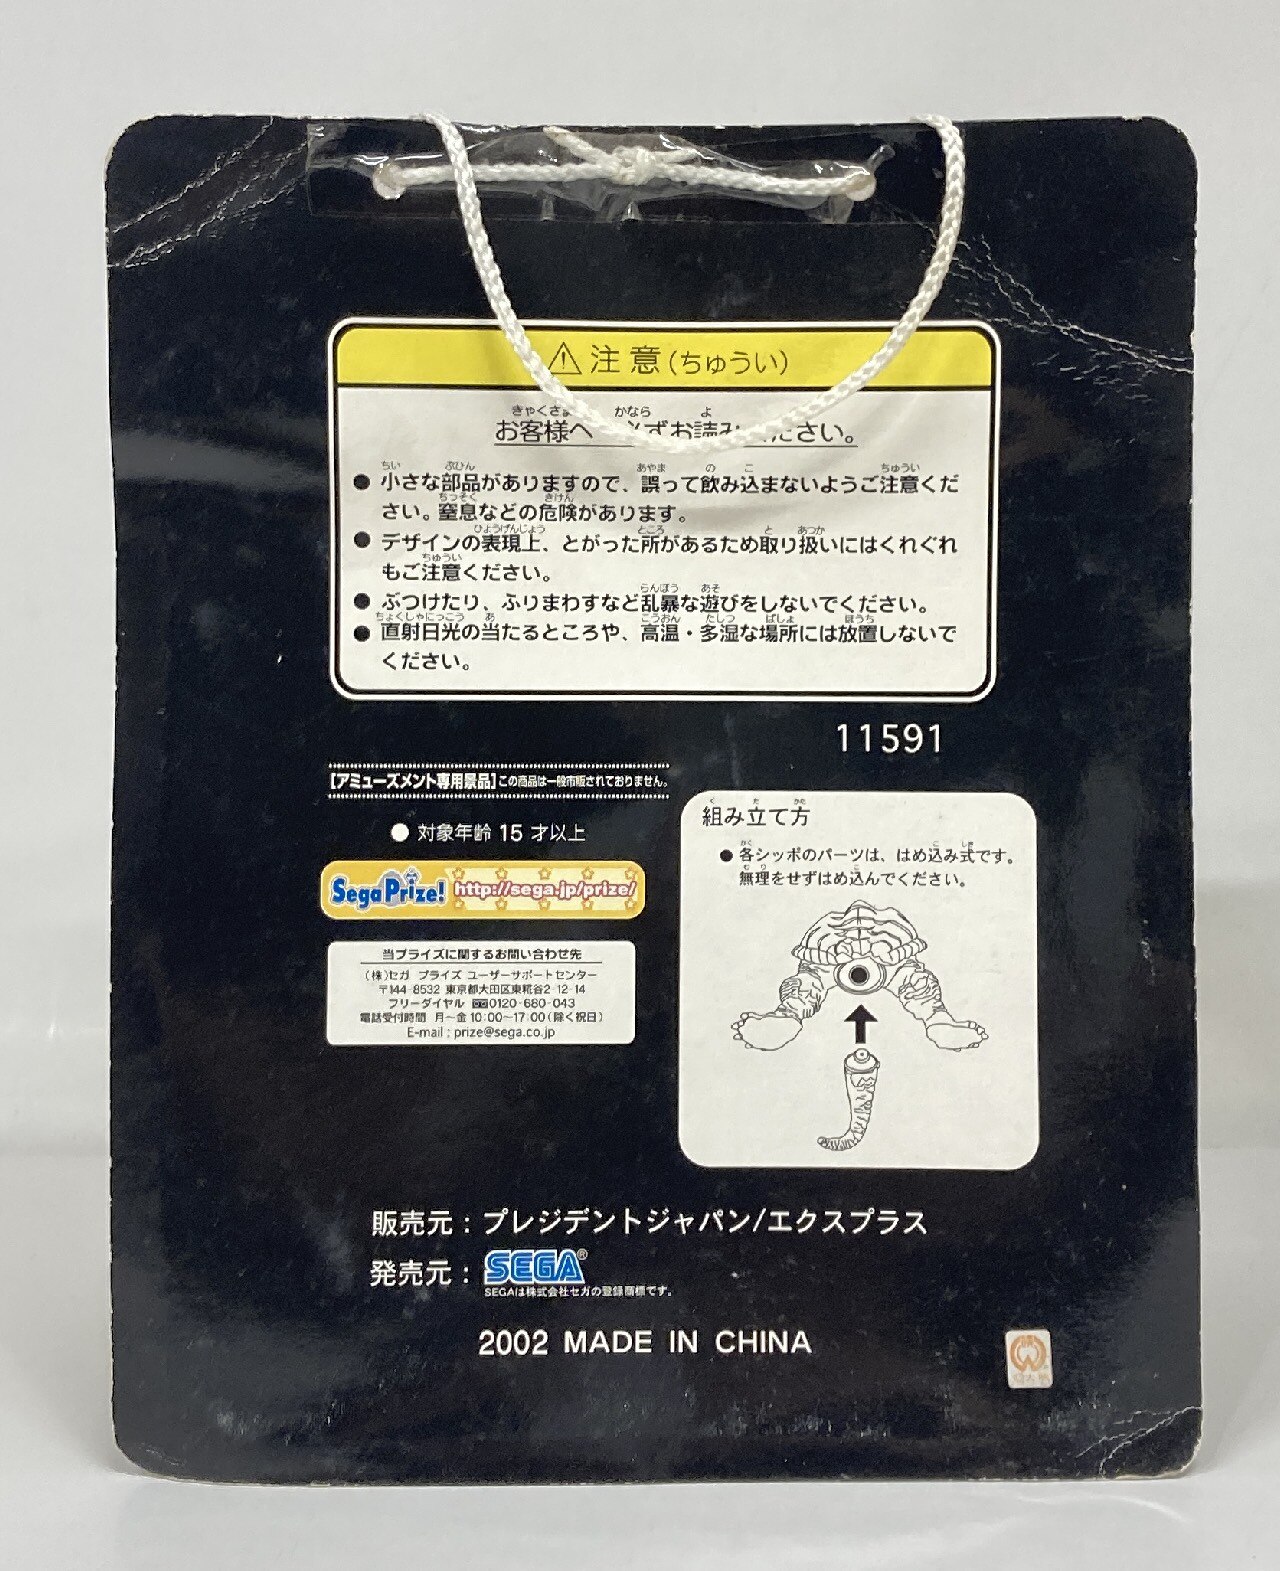 ⚠ 注意(ちゅうい)
お客様へ ずお読み ださい。
●小さな部品がありますので、誤って飲み込まないようご注意くだ
さい。窒息などの危険があります。
●デザインの表現上、とがった所があるため取り扱いにはくれぐれ
もご注意ください。
●ぶつけたり、ふりまわすなど乱暴な遊びをしないでください。
●直射日光の当たるところや、高温・多湿な場所には放置しないで
ください。
11591
【アミューズメント専用景品】この商品は一般市販されておりません。
●対象年齢 15 才以上
Sega Prize! http://sega.jp/prize/
当プライズに関するお問い合わせ先
(株)セガ プライズ ユーザーサポートセンター
〒144-8532 東京都大田区東糀谷2-12-14
フリーダイヤル 0120-680-043
電話受付時間 月〜金 10:00〜17:00(除く祝日)
E-mail : prize@sega.co.jp
組み立て方
●各シッポのパーツは、はめ込み式です。
無理をせずはめ込んでください。
販売元：プレジデントジャパン/エクスプラス
発売元：SEGA®
SEGAは株式会社セガの登録商標です。
2002 MADE IN CHINA